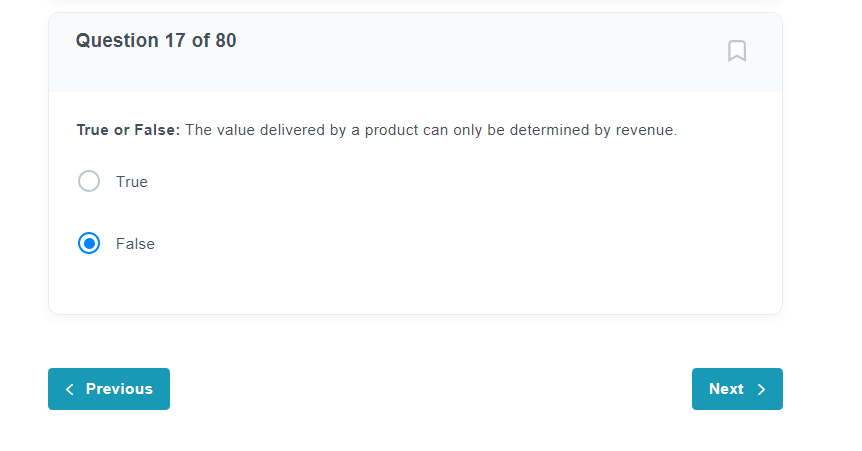 Question 17 of 80
True or False: The value delivered by a product can only be determined by revenue.
True
False
Previous
Next